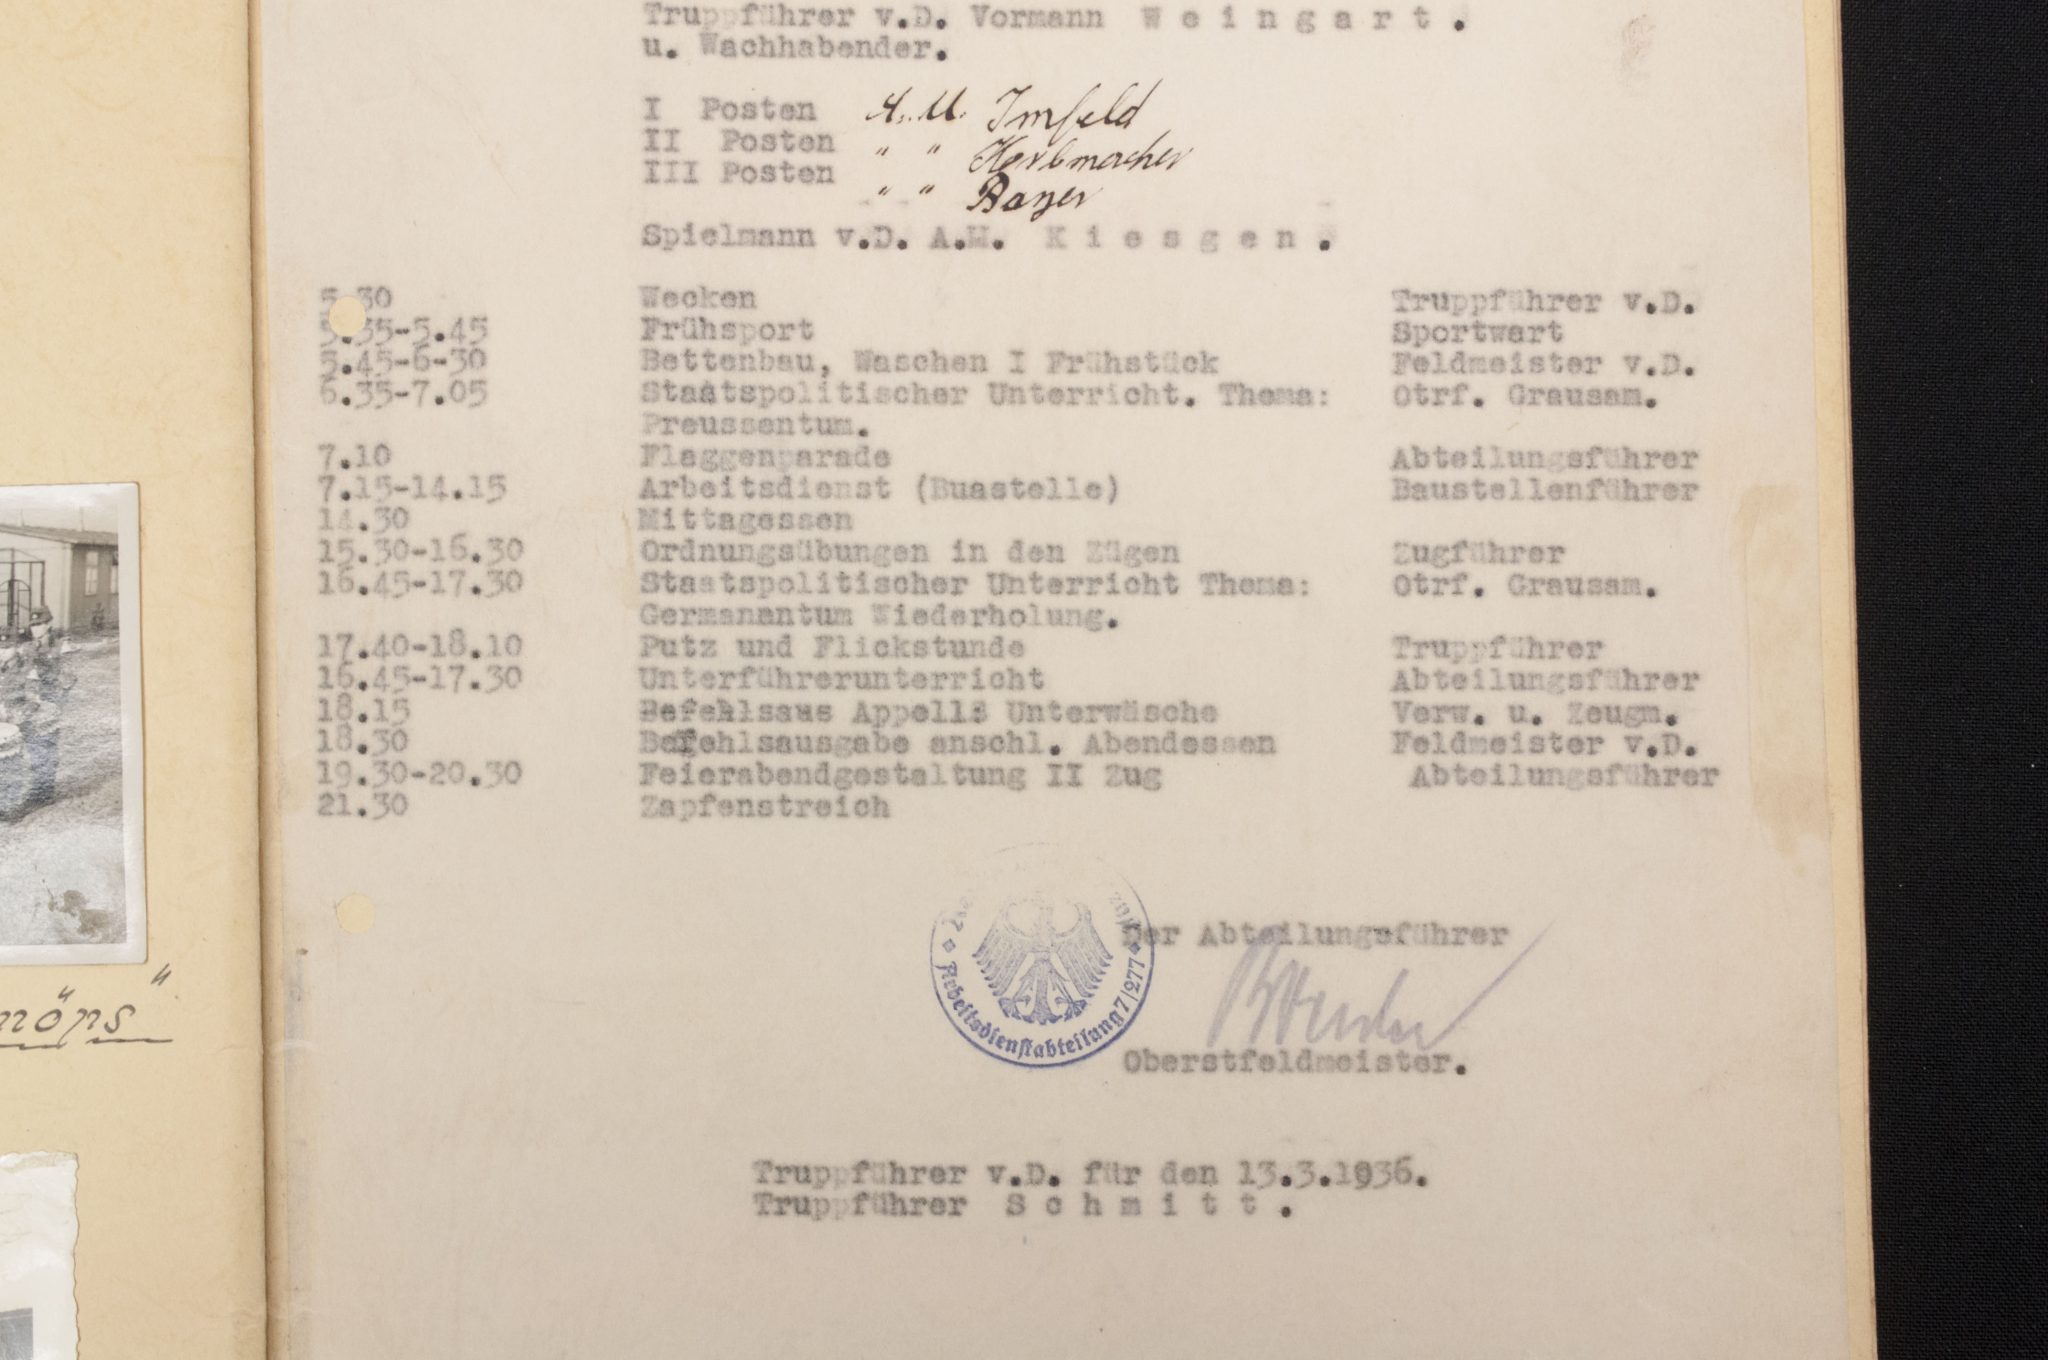 Truppführer v.D. Vormann W e i n g a r t .
u. Wachhabender.
I Posten A.M. Imfeld
II Posten " " Herbmacher
III Posten " " Bayer
Spielmann v.D. A.M. K i e s g e n .
5.30 Wecken Truppführer v.D.
5.35-5.45 Frühsport Sportwart
5.45-6-30 Bettenbau, Waschen I Frühstück Feldmeister v.D.
6.35-7.05 Staatspolitischer Unterricht. Thema: Otrf. Grausam.
Preussentum.
7.10 Flaggenparade Abteilungsführer
7.15-14.15 Arbeitsdienst (Buastelle) Baustellenführer
14.30 Mittagessen
15.30-16.30 Ordnungsübungen in den Zügen Zugführer
16.45-17.30 Staatspolitischer Unterricht Thema: Otrf. Grausam.
Germanentum Wiederholung.
17.40-18.10 Putz und Flickstunde Truppführer
16.45-17.30 Unterführerunterricht Abteilungsführer
18.15 Befehlsaus Appells Unterwäsche Verw. u. Zeugm.
18.30 Befehlsausgabe anschl. Abendessen Feldmeister v.D.
19.30-20.30 Feierabendgestaltung II Zug Abteilungsführer
21.30 Zapfenstreich
Der Abteilungsführer
Arbeitsdienstabteilung 7/277
Oberstfeldmeister.
Truppführer v.D. für den 13.3.1936.
Truppführer S c h m i t t .